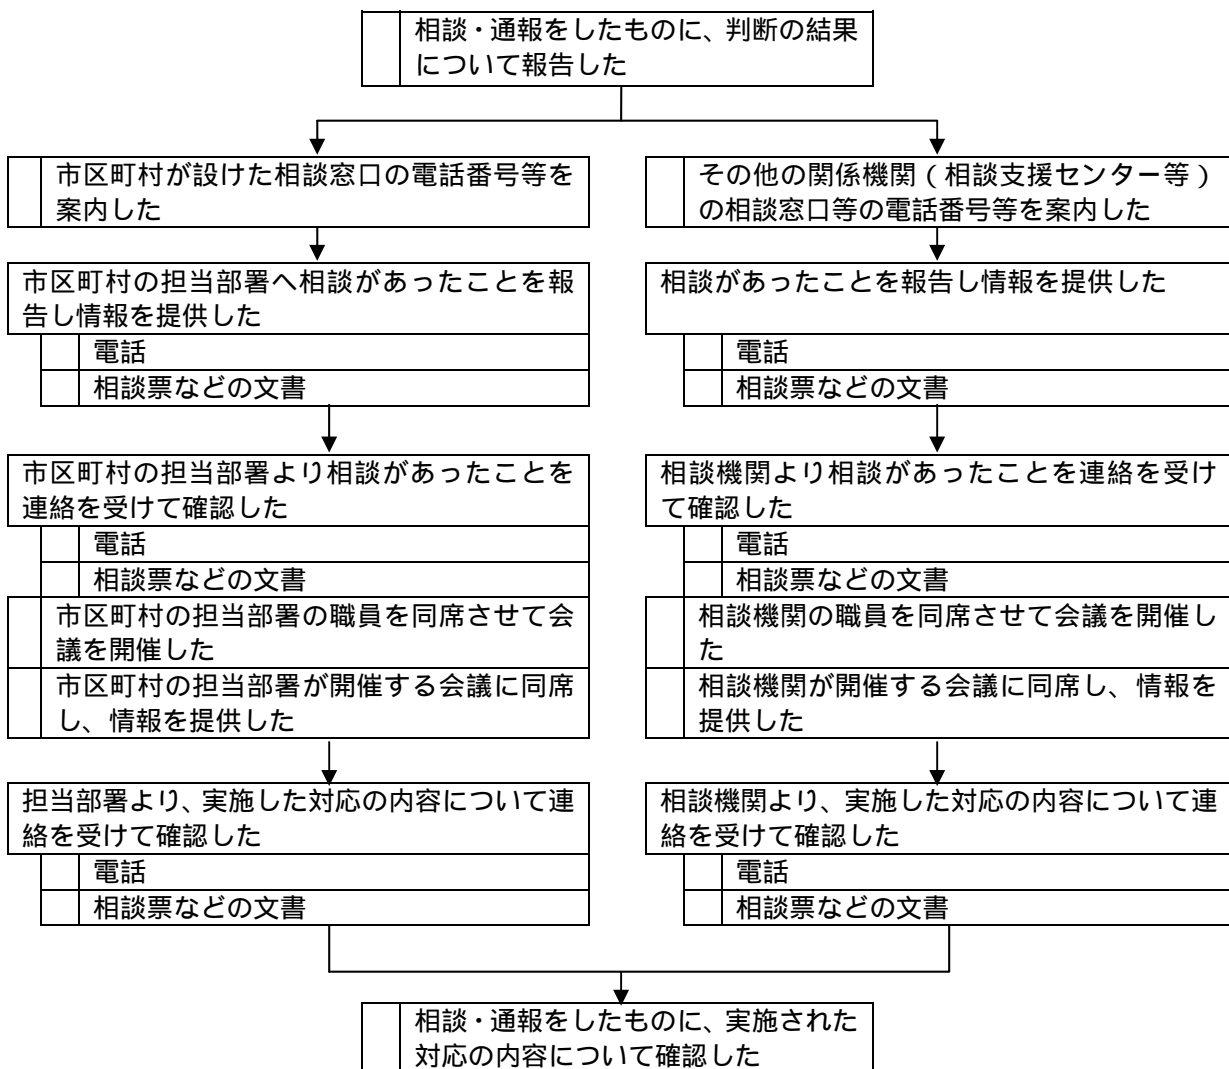 相談・通報をしたものに、判断の結果
について報告した
市区町村が設けた相談窓口の電話番号等を
案内した
市区町村の担当部署へ相談があったことを報
告し情報を提供した
電話
相談票などの文書
市区町村の担当部署より相談があったことを
連絡を受けて確認した
電話
相談票などの文書
市区町村の担当部署の職員を同席させて会
議を開催した
市区町村の担当部署が開催する会議に同席
し、情報を提供した
担当部署より、実施した対応の内容について連
絡を受けて確認した
電話
相談票などの文書
その他の関係機関(相談支援センター等)
の相談窓口等の電話番号等を案内した
相談があったことを報告し情報を提供した
電話
相談票などの文書
相談機関より相談があったことを連絡を受け
て確認した
電話
相談票などの文書
相談機関の職員を同席させて会議を開催し
た
相談機関が開催する会議に同席し、情報を
提供した
相談機関より、実施した対応の内容について連
絡を受けて確認した
電話
相談票などの文書
相談・通報をしたものに、実施された
対応の内容について確認した